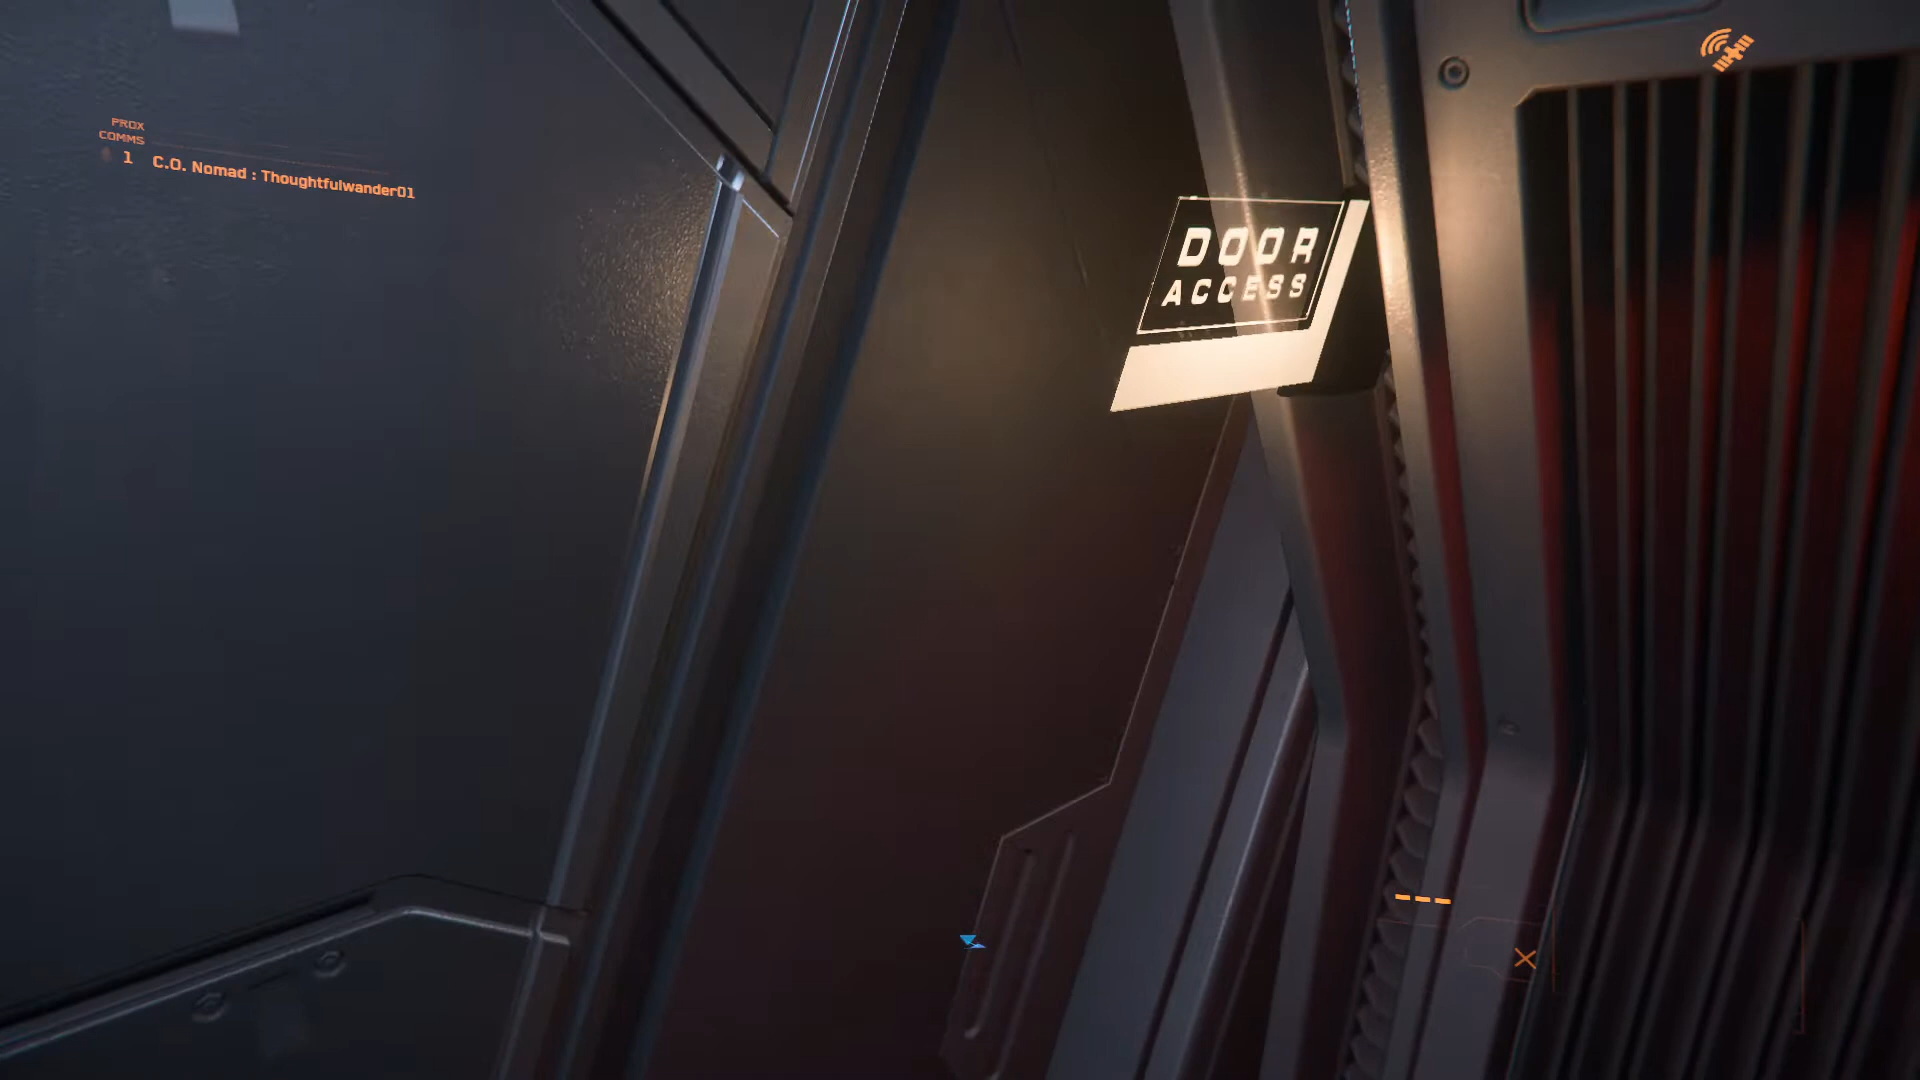 PROX
COMMS
1 C.O. Nomad : Thoughtfulwander01
DOOR
ACCESS